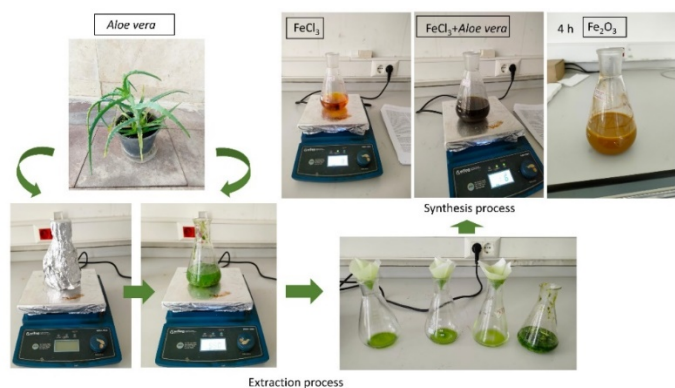 Aloe vera
FeCl₃
FeCl₃+Aloe vera
4 h
Fe₂O₃
Synthesis process
Extraction process